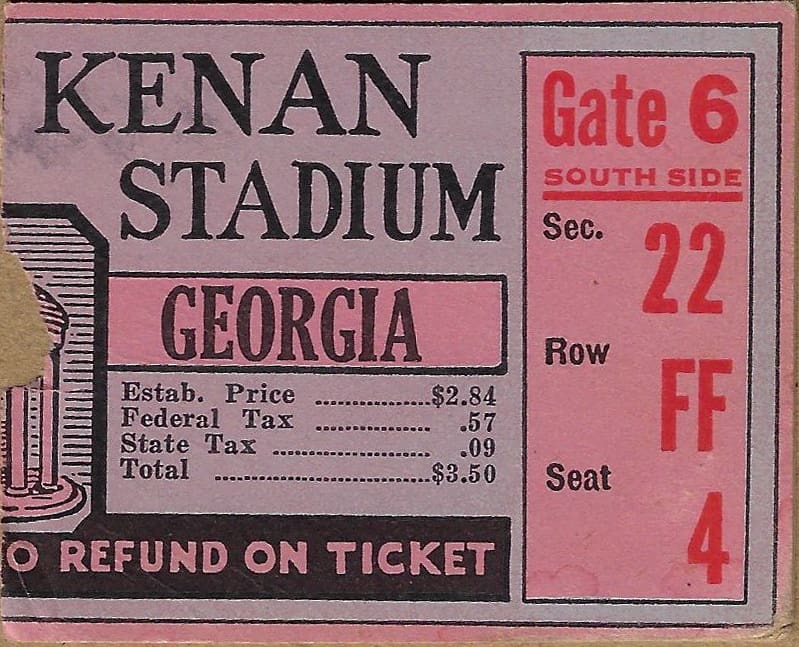 KENAN
STADIUM
GEORGIA
Estab. Price ..................$2.84
Federal Tax .................. .57
State Tax ........................ .09
Total .................................$3.50
O REFUND ON TICKET
Gate 6
SOUTH SIDE
Sec. 22
Row FF
Seat 4